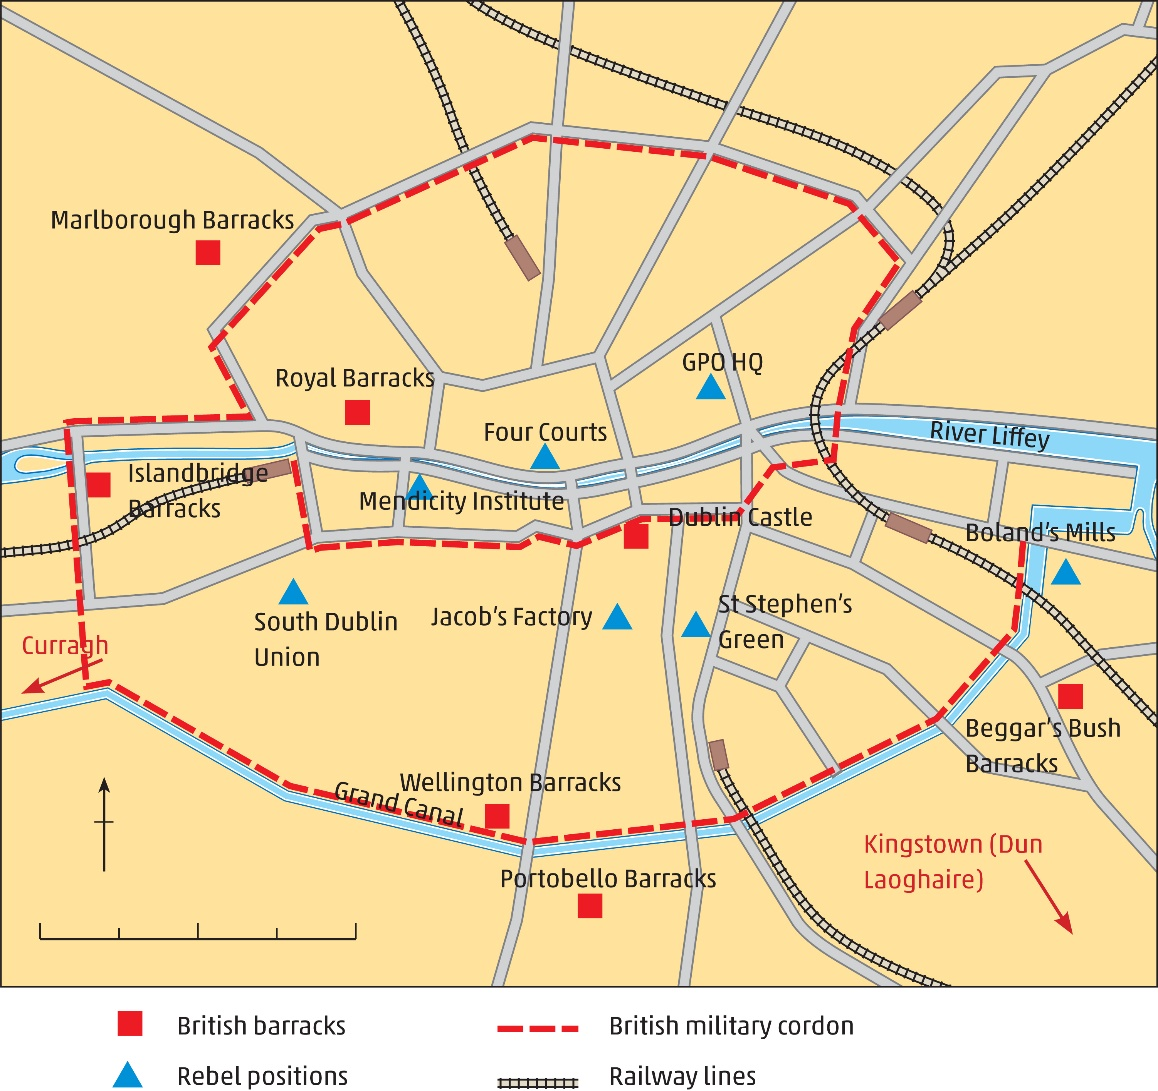 Marlborough Barracks
Royal Barracks
GPO HQ
Four Courts
River Liffey
Islandbridge
Barracks
Mendicity Institute
Dublin Castle
Boland's Mills
South Dublin
Union
Jacob's Factory
St Stephen's
Green
Curragh
Beggar's Bush
Barracks
Wellington Barracks
Grand Canal
Kingstown (Dun
Laoghaire)
Portobello Barracks
British barracks
British military cordon
Rebel positions
Railway lines